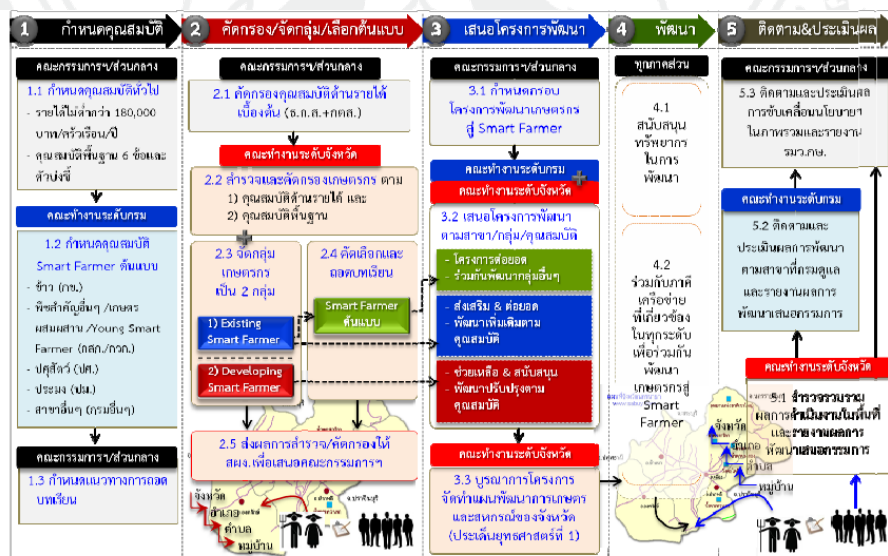 1 กำหนดคุณสมบัติ
คณะกรรมการฯ/ส่วนกลาง
1.1 กำหนดคุณสมบัติทั่วไป
- รายได้ไม่ต่ำกว่า 180,000
บาท/ครัวเรือน/ปี
- คุณสมบัติพื้นฐาน 6 ข้อและ
ตัวบ่งชี้
คณะทำงานระดับกรม
1.2 กำหนดคุณสมบัติ
Smart Farmer ต้นแบบ
- ข้าว (กข.)
- พืชสำคัญอื่นๆ /เกษตร
ผสมผสาน /Young Smart
Farmer (กสก./กวก.)
- ปศุสัตว์ (ปศ.)
- ประมง (ปม.)
- สาขาอื่นๆ (กรมอื่นๆ)
คณะกรรมการฯ/ส่วนกลาง
1.3 กำหนดแนวทางการถอด
บทเรียน
2 คัดกรอง/จัดกลุ่ม/เลือกต้นแบบ
คณะกรรมการฯ/ส่วนกลาง
2.1 คัดกรองคุณสมบัติด้านรายได้
เบื้องต้น (ธ.ก.ส.+กตส.)
คณะทำงานระดับจังหวัด
2.2 สำรวจและคัดกรองเกษตรกร ตาม
1) คุณสมบัติด้านรายได้ และ
2) คุณสมบัติพื้นฐาน
2.3 จัดกลุ่ม
เกษตรกร
เป็น 2 กลุ่ม
1) Existing
Smart Farmer
2) Developing
Smart Farmer
2.4 คัดเลือกและ
ถอดบทเรียน
Smart Farmer
ต้นแบบ
2.5 ส่งผลการสำรวจ/คัดกรองให้
สผง.เพื่อเสนอคณะกรรมการฯ
จังหวัด
อำเภอ
ตำบล
หมู่บ้าน
3 เสนอโครงการพัฒนา
คณะกรรมการฯ/ส่วนกลาง
3.1 กำหนดกรอบ
โครงการพัฒนาเกษตรกร
สู่ Smart Farmer
คณะทำงานระดับกรม
คณะทำงานระดับจังหวัด
3.2 เสนอโครงการพัฒนา
ตามสาขา/กลุ่ม/คุณสมบัติ
- โครงการต่อยอด
- ร่วมกันพัฒนากลุ่มอื่นๆ
- ส่งเสริม & ต่อยอด
- พัฒนาเพิ่มเติมตาม
คุณสมบัติ
- ช่วยเหลือ & สนับสนุน
- พัฒนาปรับปรุงตาม
คุณสมบัติ
คณะทำงานระดับจังหวัด
3.3 บูรณาการโครงการ
จัดทำแผนพัฒนาการเกษตร
และสหกรณ์ของจังหวัด
(ประเด็นยุทธศาสตร์ที่ 1)
4 พัฒนา
ทุกภาคส่วน
4.1
สนับสนุน
ทรัพยากร
ในการ
พัฒนา
4.2
ร่วมกับภาคี
เครือข่าย
ที่เกี่ยวข้อง
ในทุกระดับ
เพื่อร่วมกัน
พัฒนา
เกษตรกรสู่
Smart
Farmer
5 ติดตาม&ประเมินผล
คณะกรรมการฯ/ส่วนกลาง
5.3 ติดตามและประเมินผล
การขับเคลื่อนนโยบายฯ
ในภาพรวมและรายงาน
รมว.กษ.
คณะทำงานระดับกรม
5.2 ติดตามและ
ประเมินผลการพัฒนา
ตามสาขาที่กรมดูแล
และรายงานผลการ
พัฒนาเสนอกรรมการ
คณะทำงานระดับจังหวัด
5.1 สำรวจรวบรวม
ผลการดำเนินงานในพื้นที่
และรายงานผลการ
พัฒนาเสนอกรรมการ
จังหวัด
อำเภอ
ตำบล
หมู่บ้าน